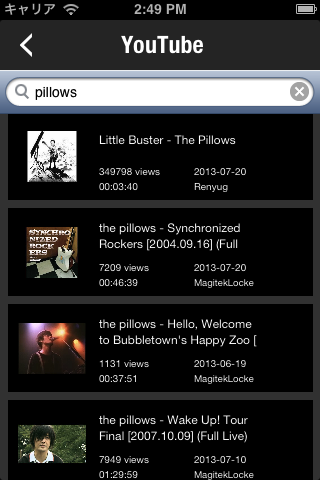 キャリア 2:49 PM
YouTube
pillows
Little Buster - The Pillows
349798 views 2013-07-20
00:03:40 Renyug
SYNCHRO
NIZED
ROCK
ERS
the pillows - Synchronized
Rockers [2004.09.16] (Full
7209 views 2013-07-20
00:46:39 MagitekLocke
the pillows - Hello, Welcome
to Bubbletown's Happy Zoo [
1131 views 2013-06-19
00:37:51 MagitekLocke
the pillows - Wake Up! Tour
Final [2007.10.09] (Full Live)
7949 views 2013-07-10
01:29:59 MagitekLocke